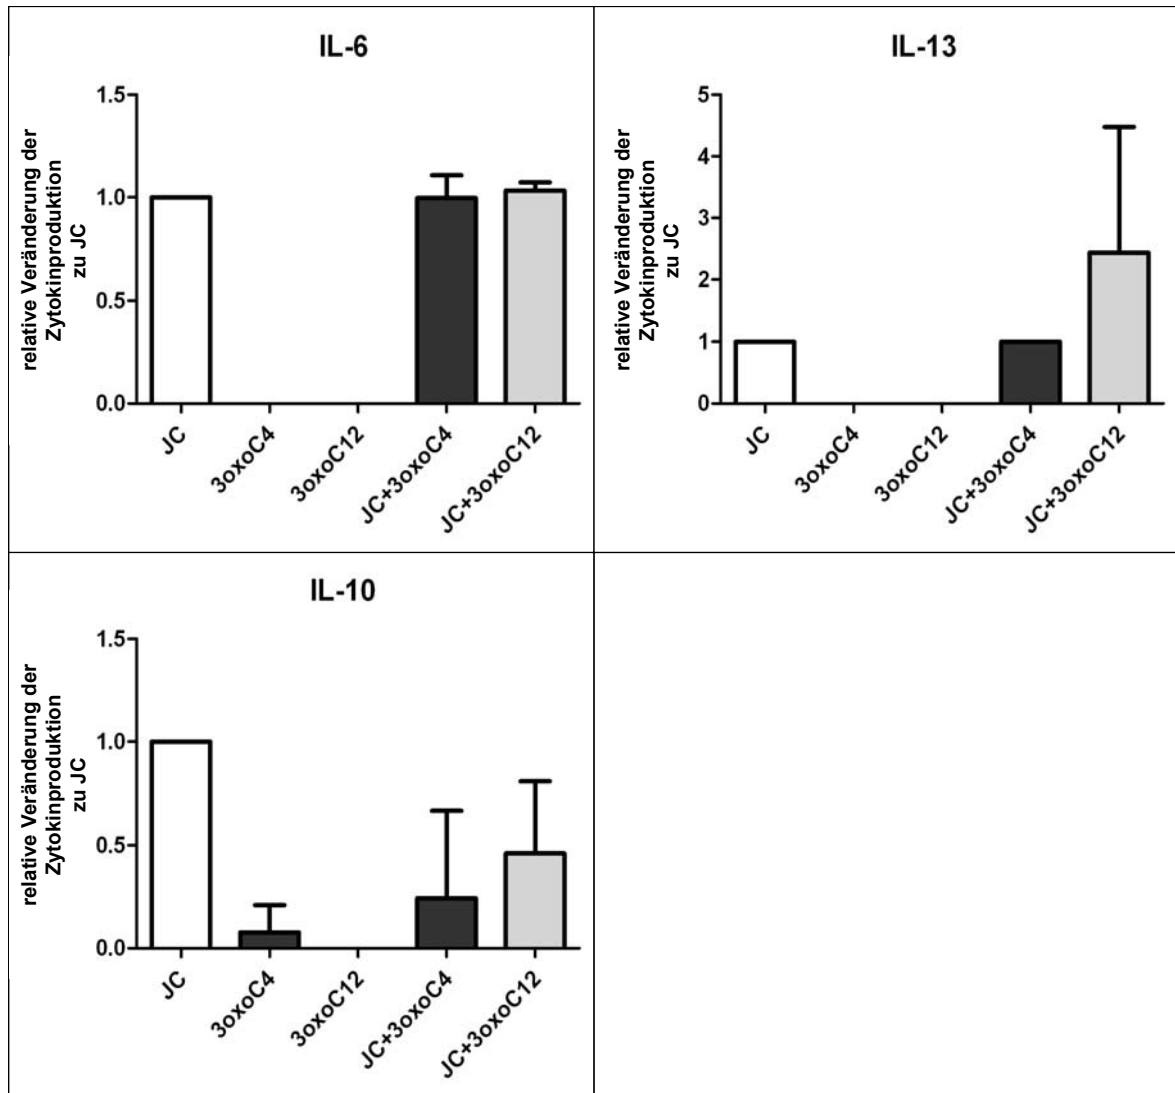 IL-6
1.5
1.0
0.5
0.0
relative Veränderung der
Zytokinproduktion
zu JC
JC
3oxoC4
3oxoC12
JC+3oxoC4
JC+3oxoC12
IL-13
5
4
3
2
1
0
relative Veränderung der
Zytokinproduktion
zu JC
JC
3oxoC4
3oxoC12
JC+3oxoC4
JC+3oxoC12
IL-10
1.5
1.0
0.5
0.0
relative Veränderung der
Zytokinproduktion
zu JC
JC
3oxoC4
3oxoC12
JC+3oxoC4
JC+3oxoC12